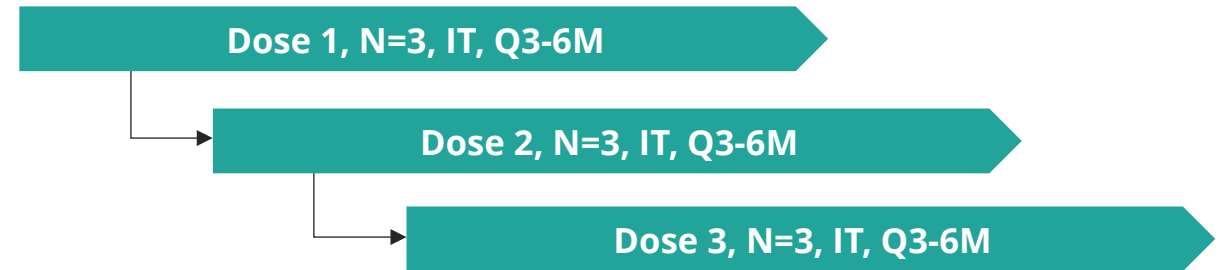 Dose 1, N=3, IT, Q3-6M
Dose 2, N=3, IT, Q3-6M
Dose 3, N=3, IT, Q3-6M